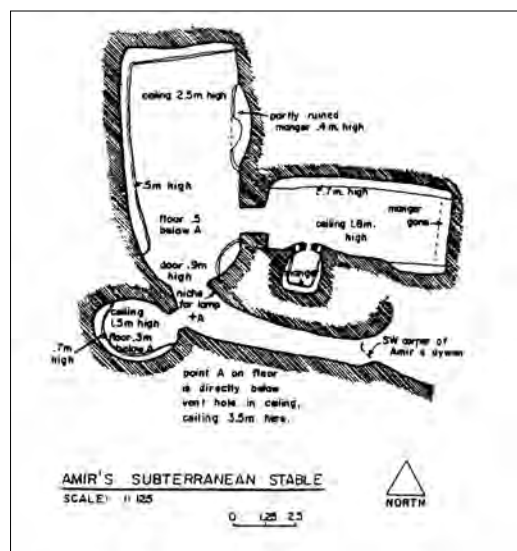 ceiling 2.5m high
partly ruined
manger .4m. high
.5m high
.7m. high
manger
gone
ceiling 1.8m.
high
floor .5
below A
door .9m
high
manger
niche
for lamp
+A
ceiling
1.5m high
floor .3m
below A
.7m
high
SW corner of
Amir's aywan
point A on floor
is directly below
vent hole in ceiling,
ceiling 3.5m here.
AMIR'S SUBTERRANEAN STABLE
SCALE: 1:125
0 1.25 2.5
NORTH